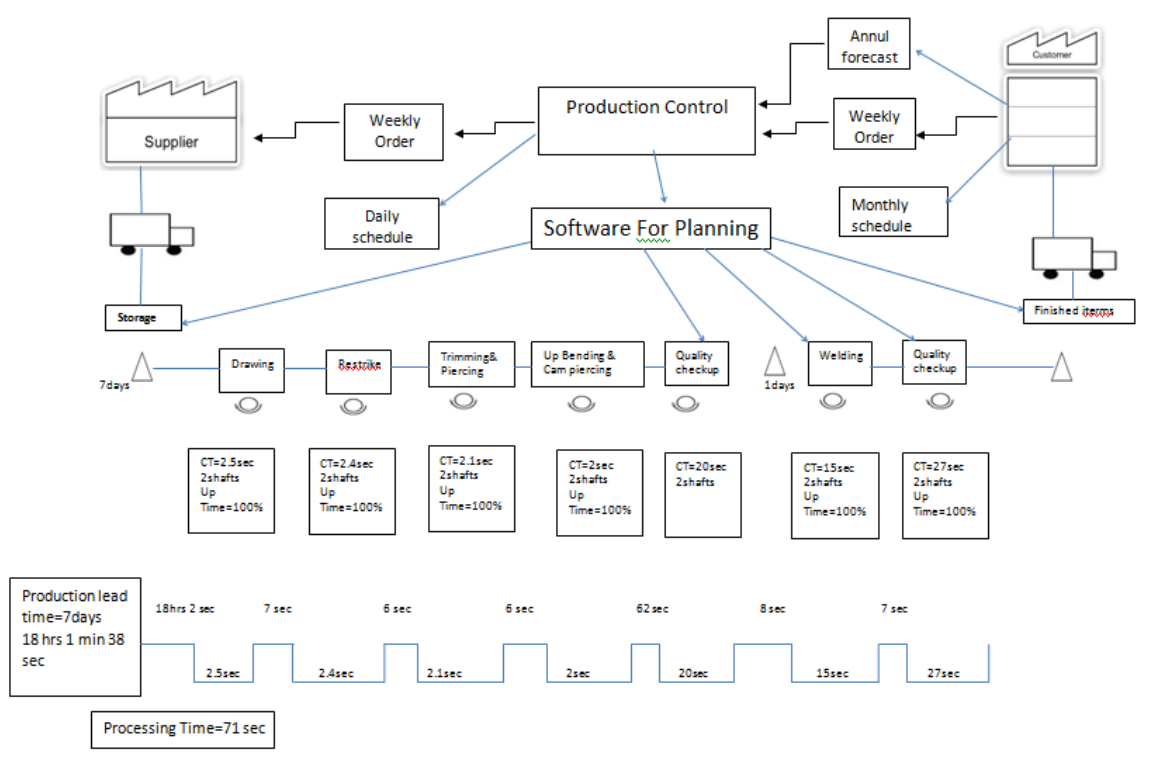 Annul
forecast
Customer
Production Control
Weekly
Order
Weekly
Order
Supplier
Daily
schedule
Monthly
schedule
Software For Planning
Storage
Finished iterms
7days
Drawing
Restrike
Trimming&
Piercing
Up Bending &
Cam piercing
Quality
checkup
1days
Welding
Quality
checkup
CT=2.5sec
2shafts
Up
Time=100%
CT=2.4sec
2shafts
Up
Time=100%
CT=2.1sec
2shafts
Up
Time=100%
CT=2sec
2shafts
Up
Time=100%
CT=20sec
2shafts
CT=15sec
2shafts
Up
Time=100%
CT=27sec
2shafts
Up
Time=100%
Production lead
time=7days
18 hrs 1 min 38
sec
18hrs 2 sec
7 sec
6 sec
6 sec
62 sec
8 sec
7 sec
2.5sec
2.4sec
2.1sec
2sec
20sec
15sec
27sec
Processing Time=71 sec